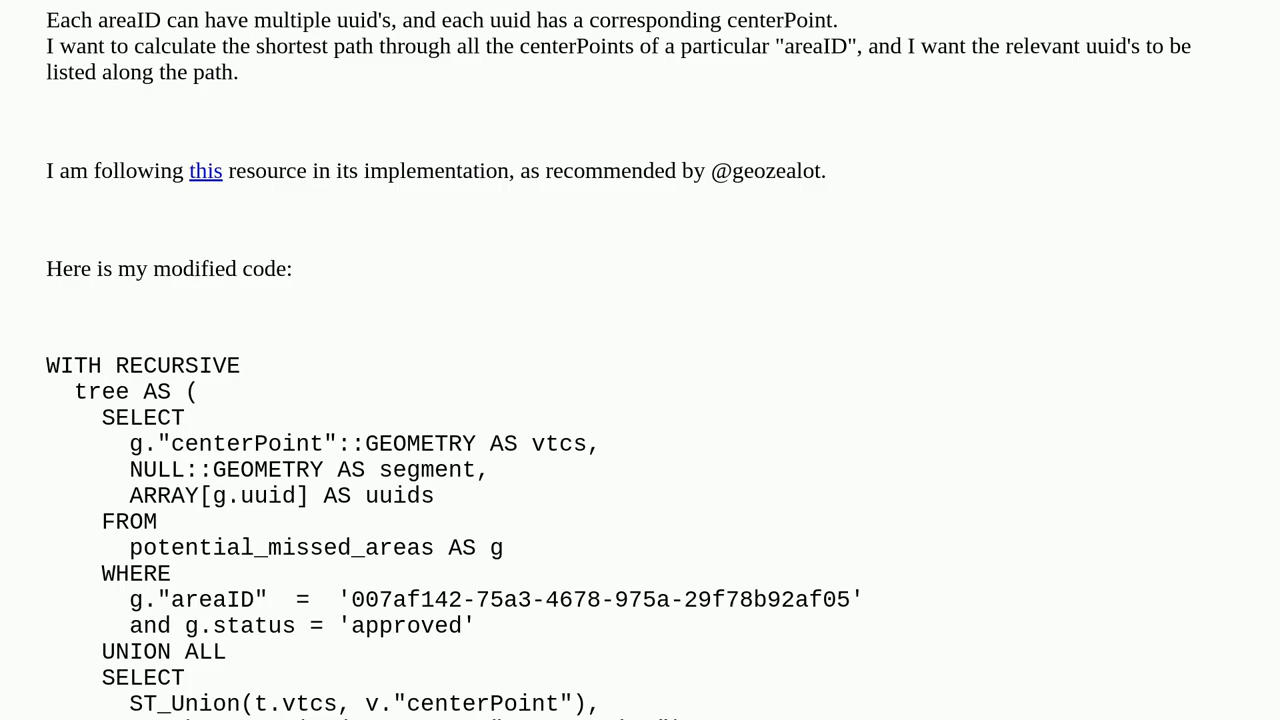 Each areaID can have multiple uuid's, and each uuid has a corresponding centerPoint.
I want to calculate the shortest path through all the centerPoints of a particular "areaID", and I want the relevant uuid's to be
listed along the path.
I am following this resource in its implementation, as recommended by @geozealot.
Here is my modified code:
WITH RECURSIVE
  tree AS (
    SELECT
      g."centerPoint"::GEOMETRY AS vtcs,
      NULL::GEOMETRY AS segment,
      ARRAY[g.uuid] AS uuids
    FROM
      potential_missed_areas AS g
    WHERE
      g."areaID"  =  '007af142-75a3-4678-975a-29f78b92af05'
      and g.status = 'approved'
    UNION ALL
    SELECT
      ST_Union(t.vtcs, v."centerPoint"),